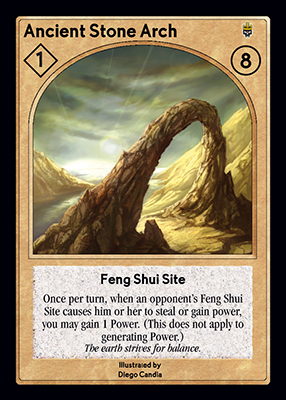 Ancient Stone Arch
1
8
Feng Shui Site
Once per turn, when an opponent's Feng Shui
Site causes him or her to steal or gain power,
you may gain 1 Power. (This does not apply to
generating Power.)
The earth strives for balance.
Illustrated by
Diego Candia